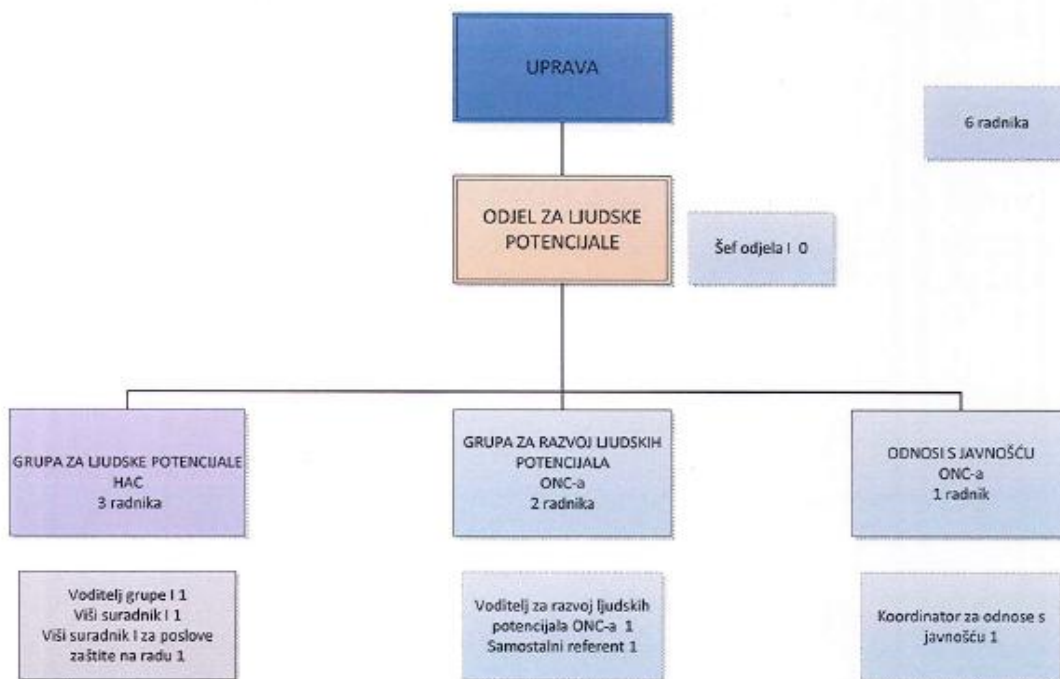 UPRAVA
6 radnika
ODJEL ZA LJUDSKE
POTENCIJALE
Šef odjela I 0
GRUPA ZA LJUDSKE POTENCIJALE
HAC
3 radnika
GRUPA ZA RAZVOJ LJUDSKIH
POTENCIJALA
ONC-a
2 radnika
ODNOSI S JAVNOŠĆU
ONC-a
1 radnik
Voditelj grupe I 1
Viši suradnik I 1
Viši suradnik I za poslove
zaštite na radu 1
Voditelj za razvoj ljudskih
potencijala ONC-a 1
Samostalni referent 1
Koordinator za odnose s
javnošću 1